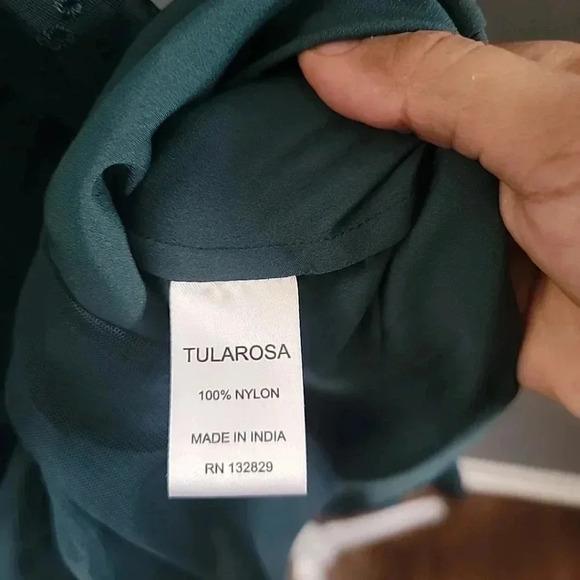 TULAROSA
100% NYLON
MADE IN INDIA
RN 132829